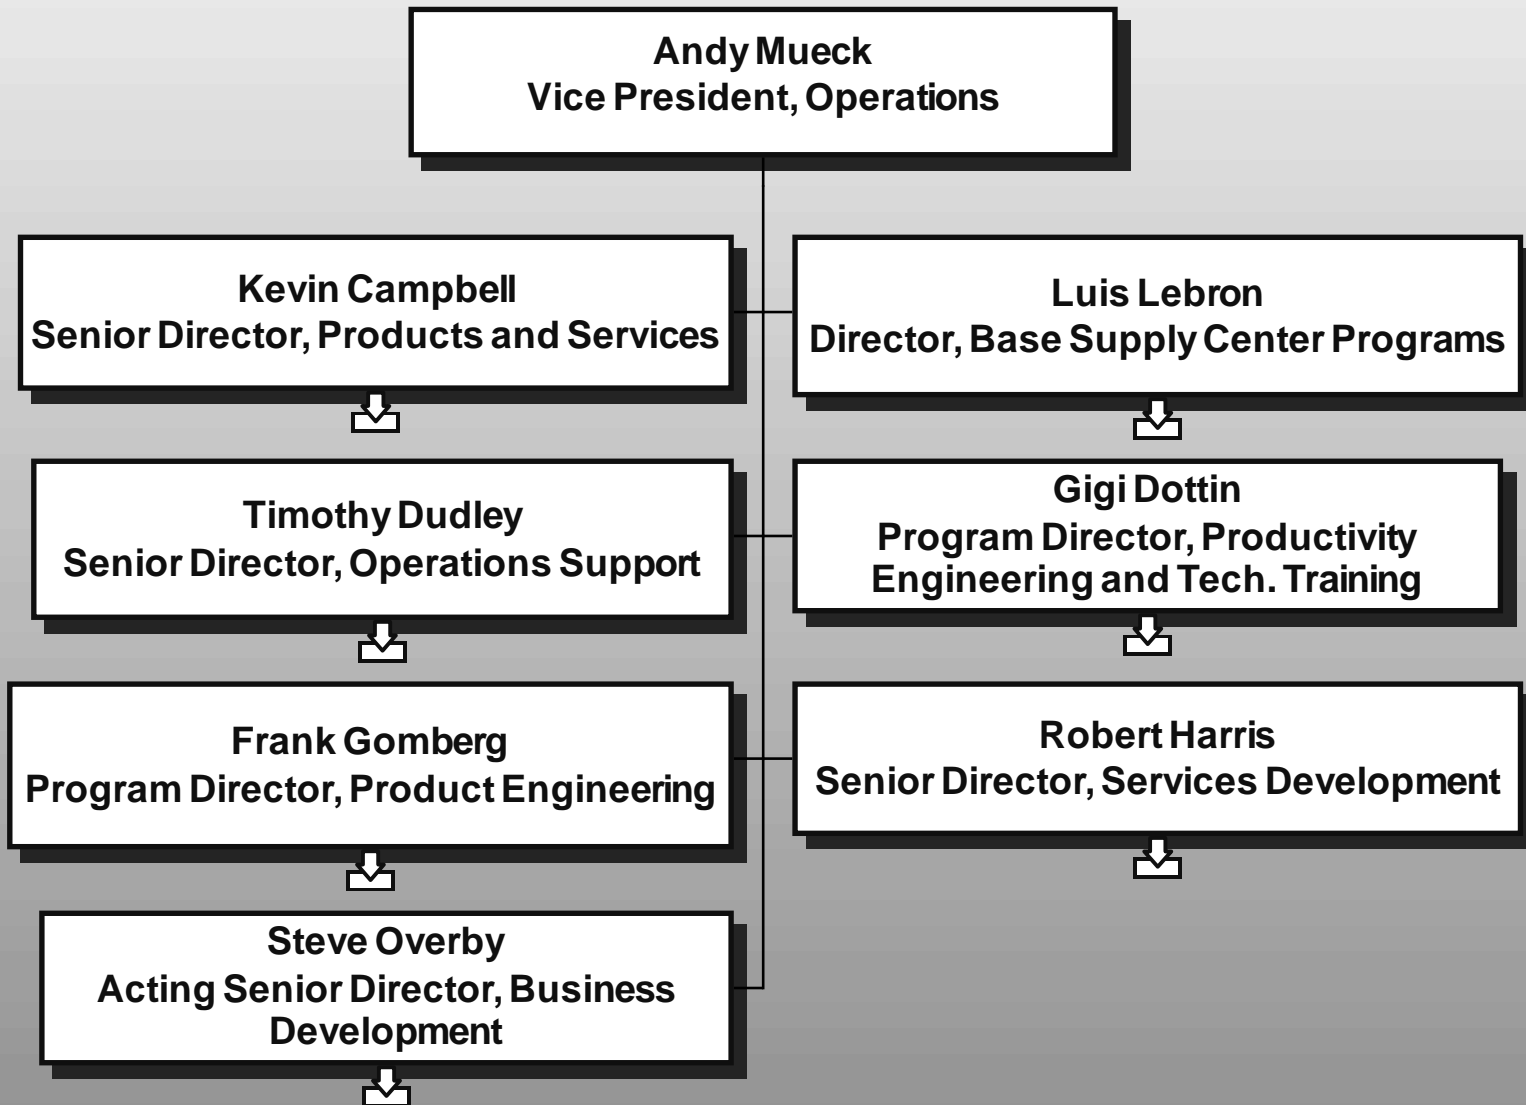 Andy Mueck
Vice President, Operations
Kevin Campbell
Senior Director, Products and Services
Luis Lebron
Director, Base Supply Center Programs
Timothy Dudley
Senior Director, Operations Support
Gigi Dottin
Program Director, Productivity
Engineering and Tech. Training
Frank Gomberg
Program Director, Product Engineering
Robert Harris
Senior Director, Services Development
Steve Overby
Acting Senior Director, Business
Development